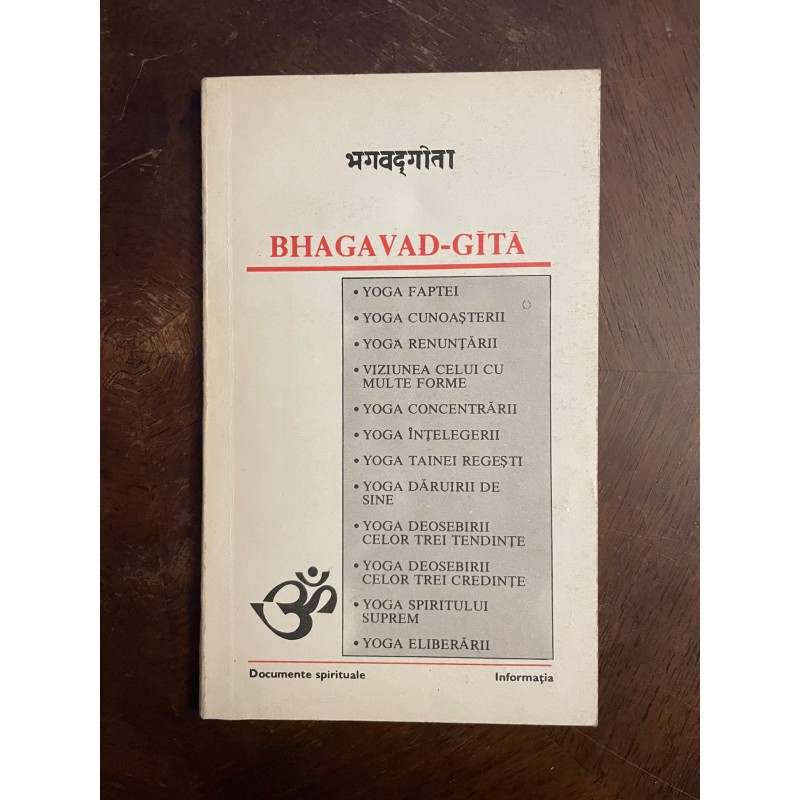 भगवद्गीता
BHAGAVAD-GĪTĀ
• YOGA FAPTEI
• YOGA CUNOAȘTERII
• YOGA RENUNȚĂRII
• VIZIUNEA CELUI CU
MULTE FORME
• YOGA CONCENTRĂRII
• YOGA ÎNȚELEGERII
• YOGA TAINEI REGEȘTI
• YOGA DĂRUIRII DE
SINE
• YOGA DEOSEBIRII
CELOR TREI TENDINȚE
• YOGA DEOSEBIRII
CELOR TREI CREDINȚE
• YOGA SPIRITULUI
SUPREM
• YOGA ELIBERĂRII
ॐ
Documente spirituale Informația